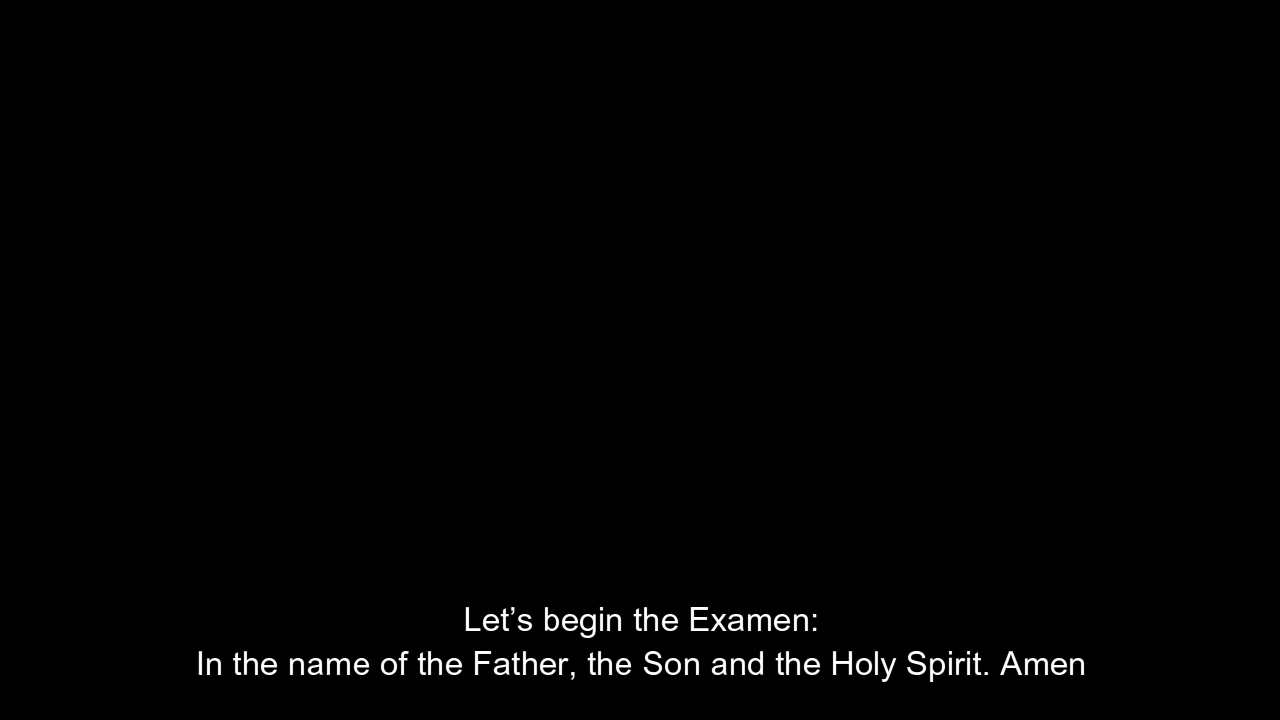 Let’s begin the Examen:
In the name of the Father, the Son and the Holy Spirit. Amen